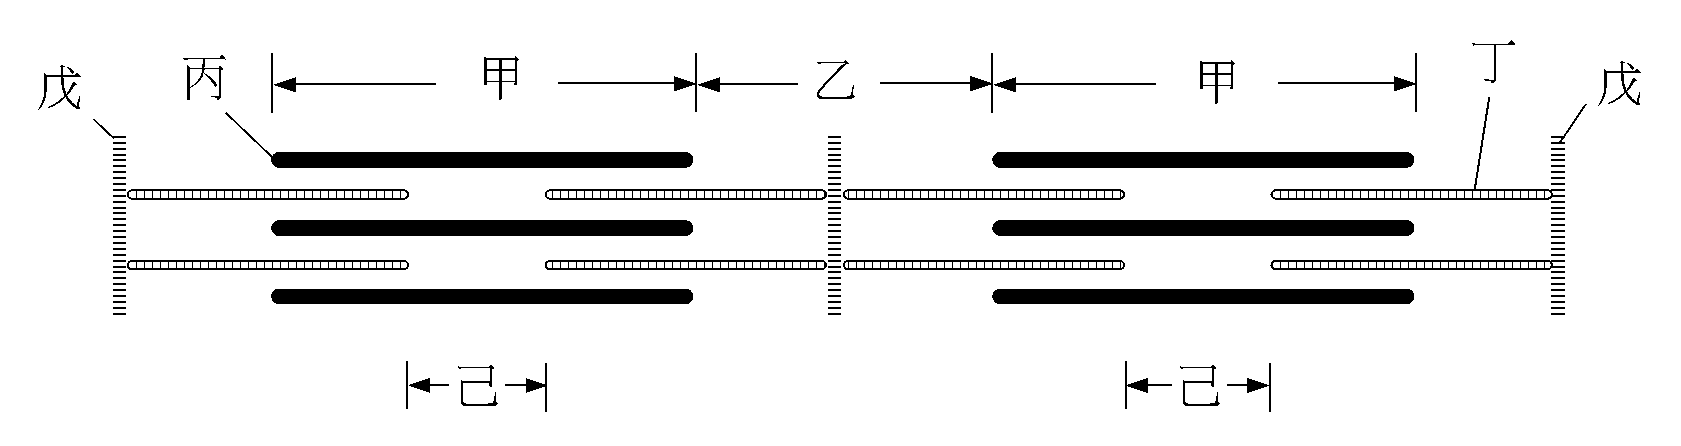 戊 丙 甲 乙 甲 丁 戊
己 己